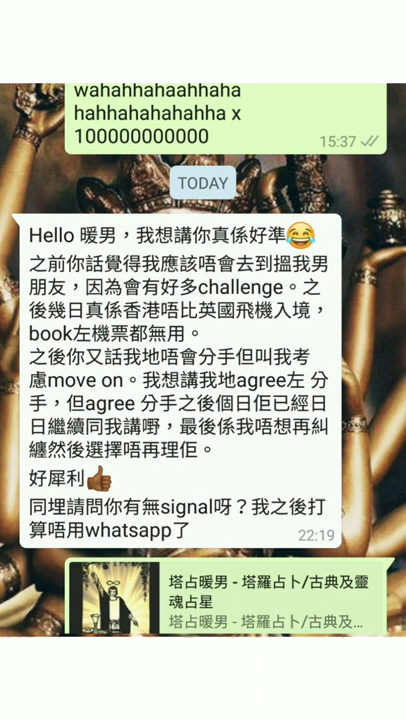 wahahhahaahhaha
hahhahahahahha x
100000000000
15:37
TODAY
Hello 暖男，我想講你真係好準😂
之前你話覺得我應該唔會去到搵我男
朋友，因為會有好多challenge。之
後幾日真係香港唔比英國飛機入境，
book左機票都無用。
之後你又話我地唔會分手但叫我考
慮move on。我想講我地agree左 分
手，但agree 分手之後個日佢已經日
日繼續同我講嘢，最後係我唔想再糾
纏然後選擇唔再理佢。
好犀利👍🏾
同埋請問你有無signal呀？我之後打
算唔用whatsapp了
22:19
塔占暖男 - 塔羅占卜/古典及靈
魂占星
塔占暖男 - 塔羅占卜/古典及...